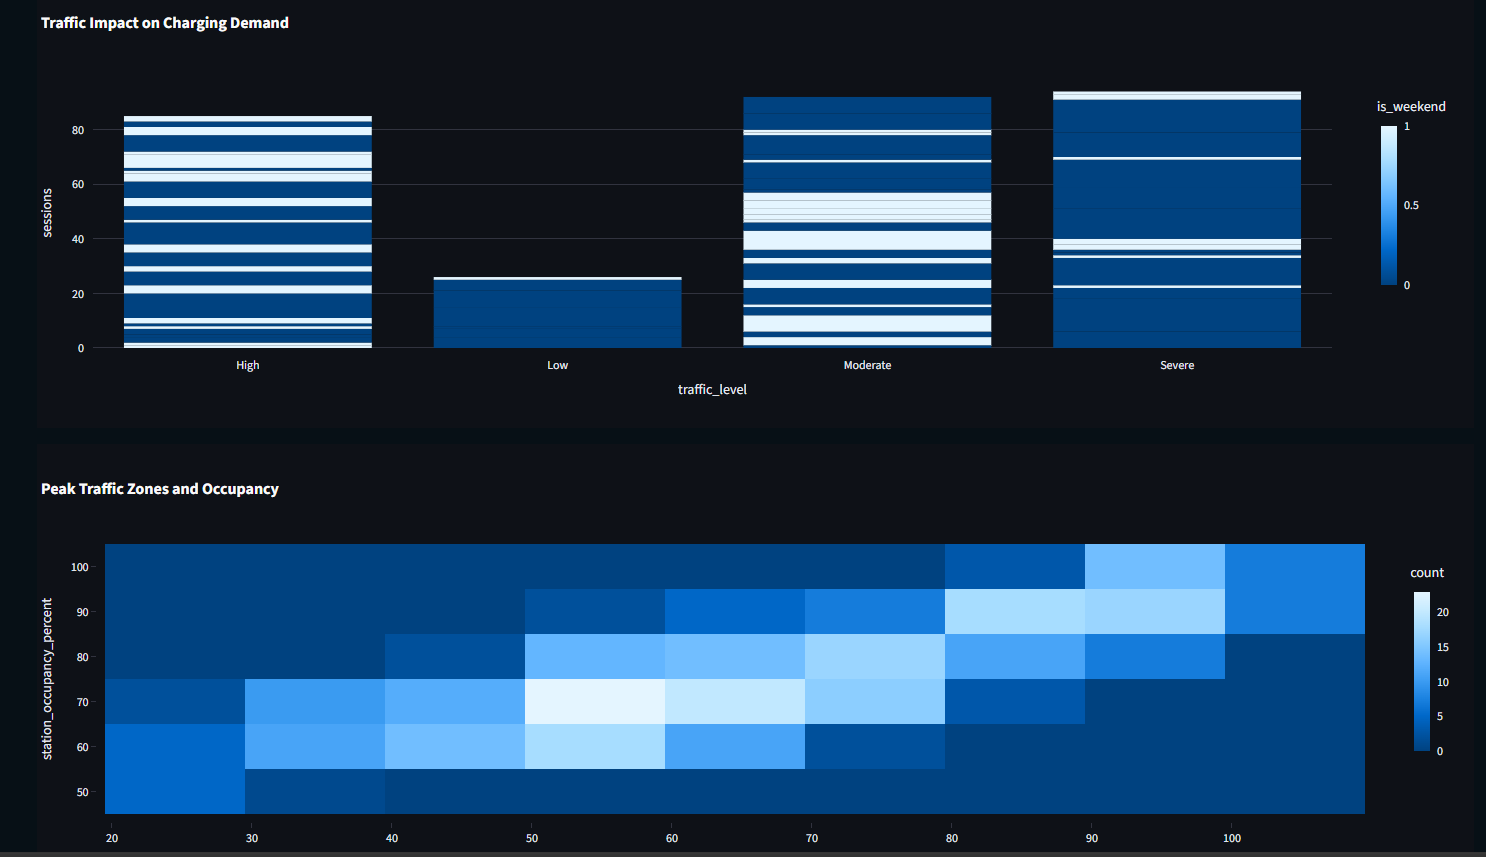 Traffic Impact on Charging Demand
is_weekend
1
0.5
0
sessions
80
60
40
20
0
High Low Moderate Severe
traffic_level
Peak Traffic Zones and Occupancy
count
20
15
10
5
0
station_occupancy_percent
100
90
80
70
60
50
20 30 40 50 60 70 80 90 100